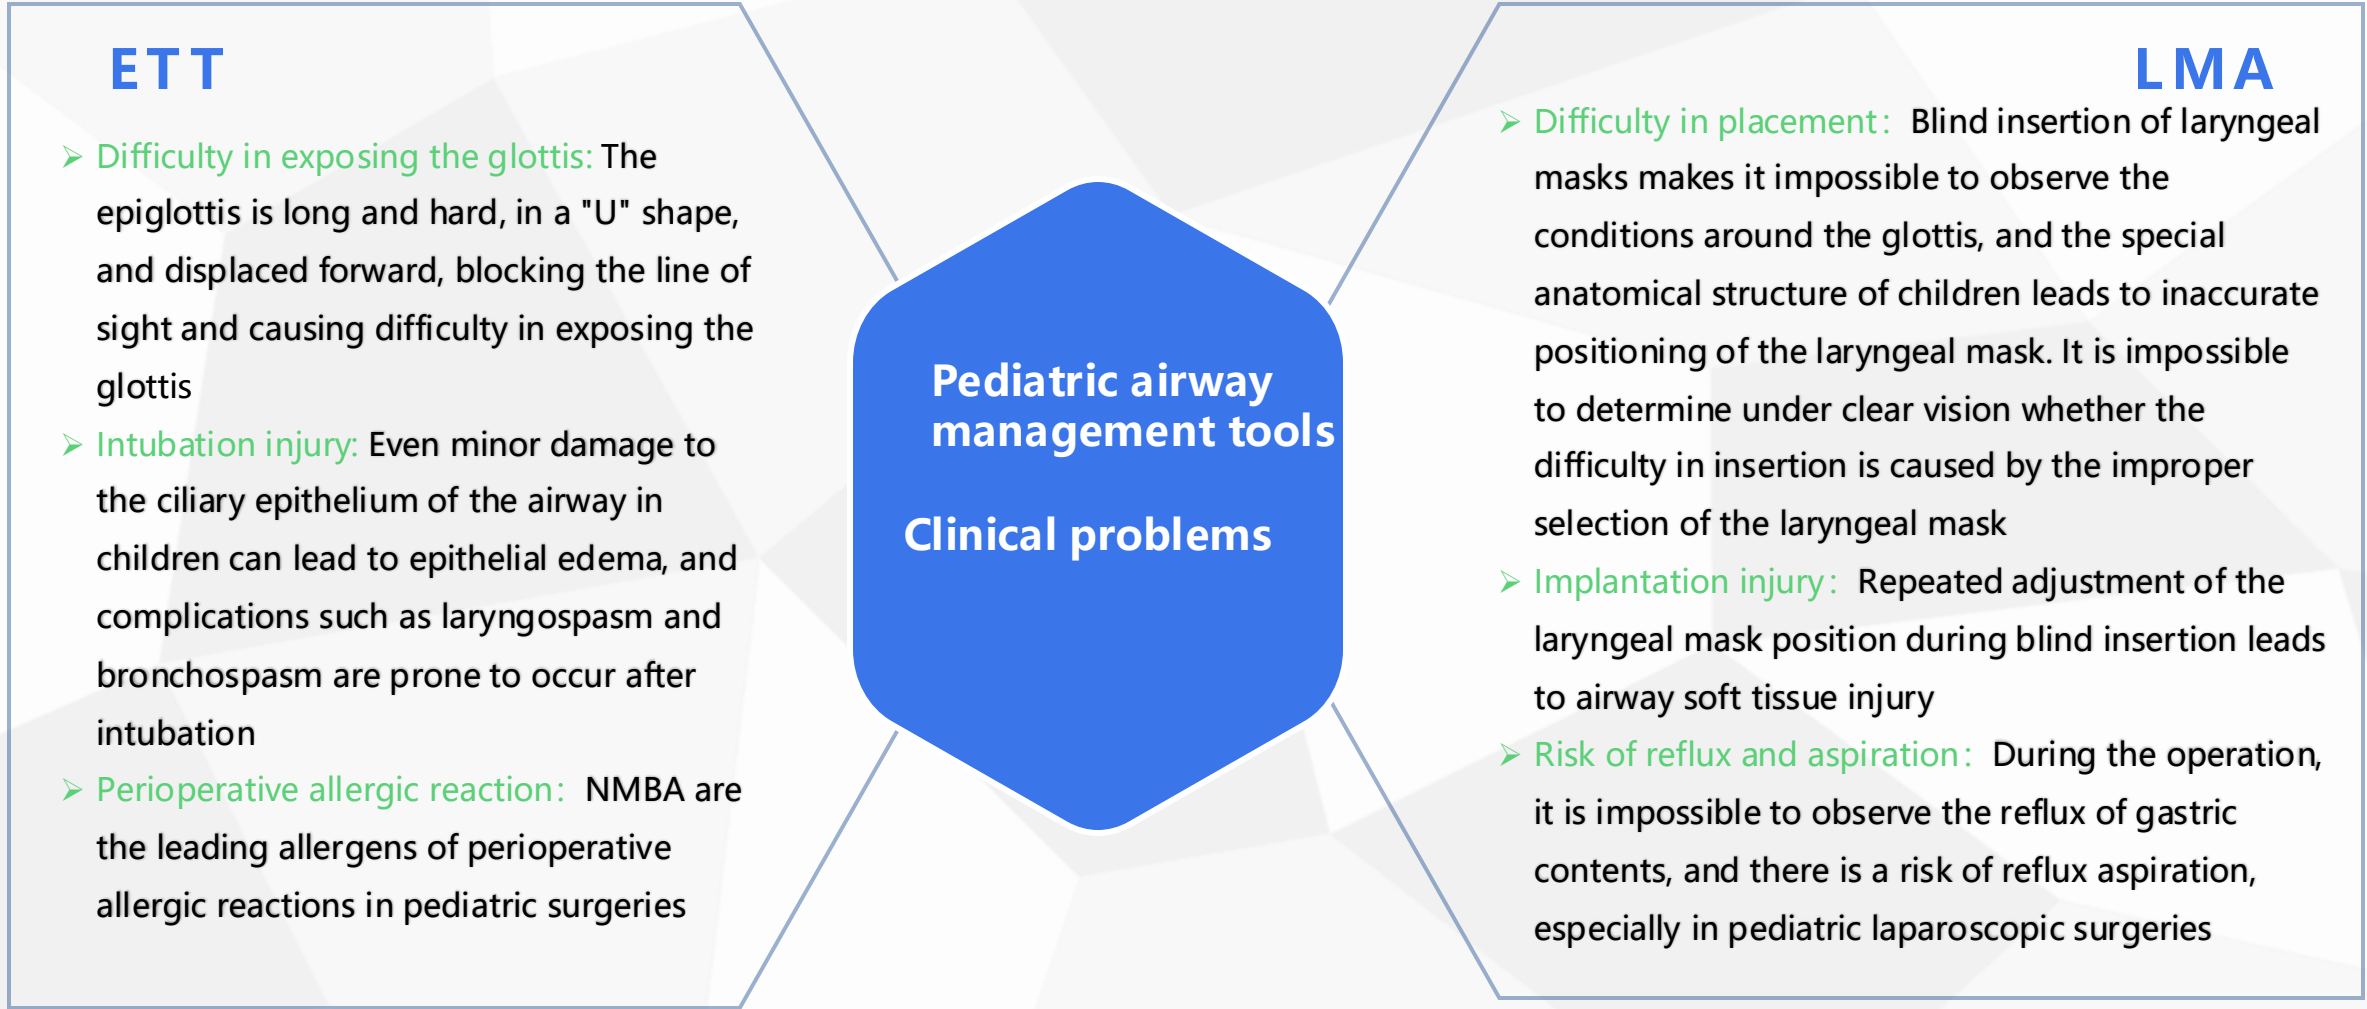 ETT
➢ Difficulty in exposing the glottis: The
epiglottis is long and hard, in a "U" shape,
and displaced forward, blocking the line of
sight and causing difficulty in exposing the
glottis
➢ Intubation injury: Even minor damage to
the ciliary epithelium of the airway in
children can lead to epithelial edema, and
complications such as laryngospasm and
bronchospasm are prone to occur after
intubation
➢ Perioperative allergic reaction: NMBA are
the leading allergens of perioperative
allergic reactions in pediatric surgeries
Pediatric airway
management tools
Clinical problems
LMA
➢ Difficulty in placement: Blind insertion of laryngeal
masks makes it impossible to observe the
conditions around the glottis, and the special
anatomical structure of children leads to inaccurate
positioning of the laryngeal mask. It is impossible
to determine under clear vision whether the
difficulty in insertion is caused by the improper
selection of the laryngeal mask
➢ Implantation injury: Repeated adjustment of the
laryngeal mask position during blind insertion leads
to airway soft tissue injury
➢ Risk of reflux and aspiration: During the operation,
it is impossible to observe the reflux of gastric
contents, and there is a risk of reflux aspiration,
especially in pediatric laparoscopic surgeries